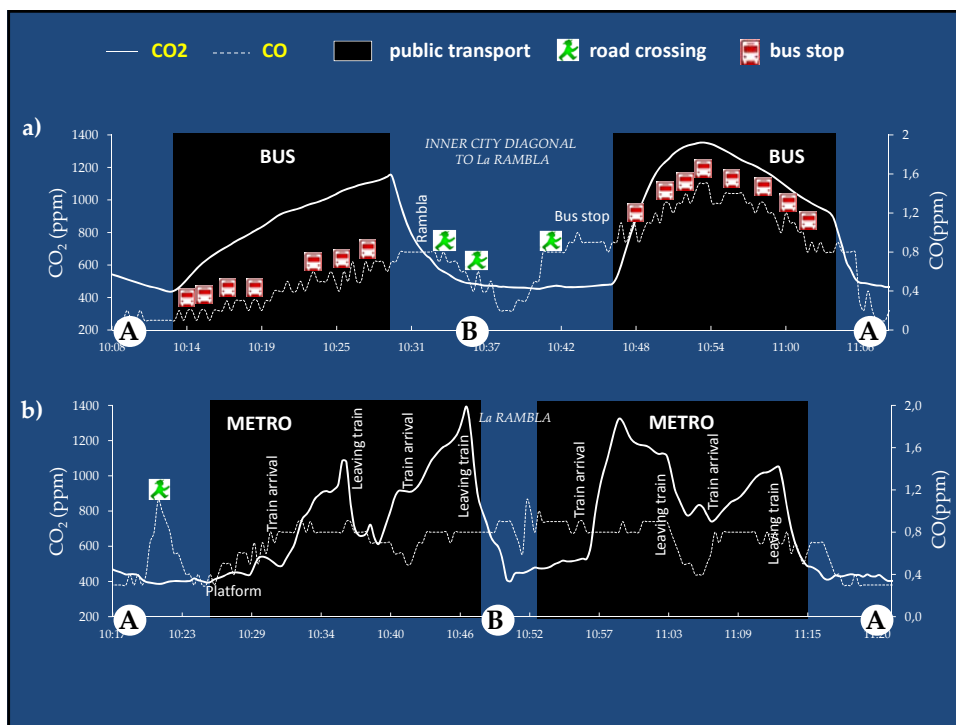 CO2 CO public transport road crossing bus stop
a)
INNER CITY DIAGONAL
TO La RAMBLA
BUS
BUS
Rambla
Bus stop
CO₂ (ppm)
1400
1200
1000
800
600
400
200
CO(ppm)
2
1,6
1,2
0,8
0,4
0
A
B
A
10:08 10:14 10:19 10:25 10:31 10:37 10:42 10:48 10:54 11:00 11:06
b)
La RAMBLA
METRO
METRO
Platform
Train arrival
Leaving train
Train arrival
Leaving train
Train arrival
Leaving train
Train arrival
Leaving train
CO₂ (ppm)
1400
1200
1000
800
600
400
200
CO(ppm)
2,0
1,6
1,2
0,8
0,4
0,0
A
B
A
10:17 10:23 10:29 10:34 10:40 10:46 10:52 10:57 11:03 11:09 11:15 11:20